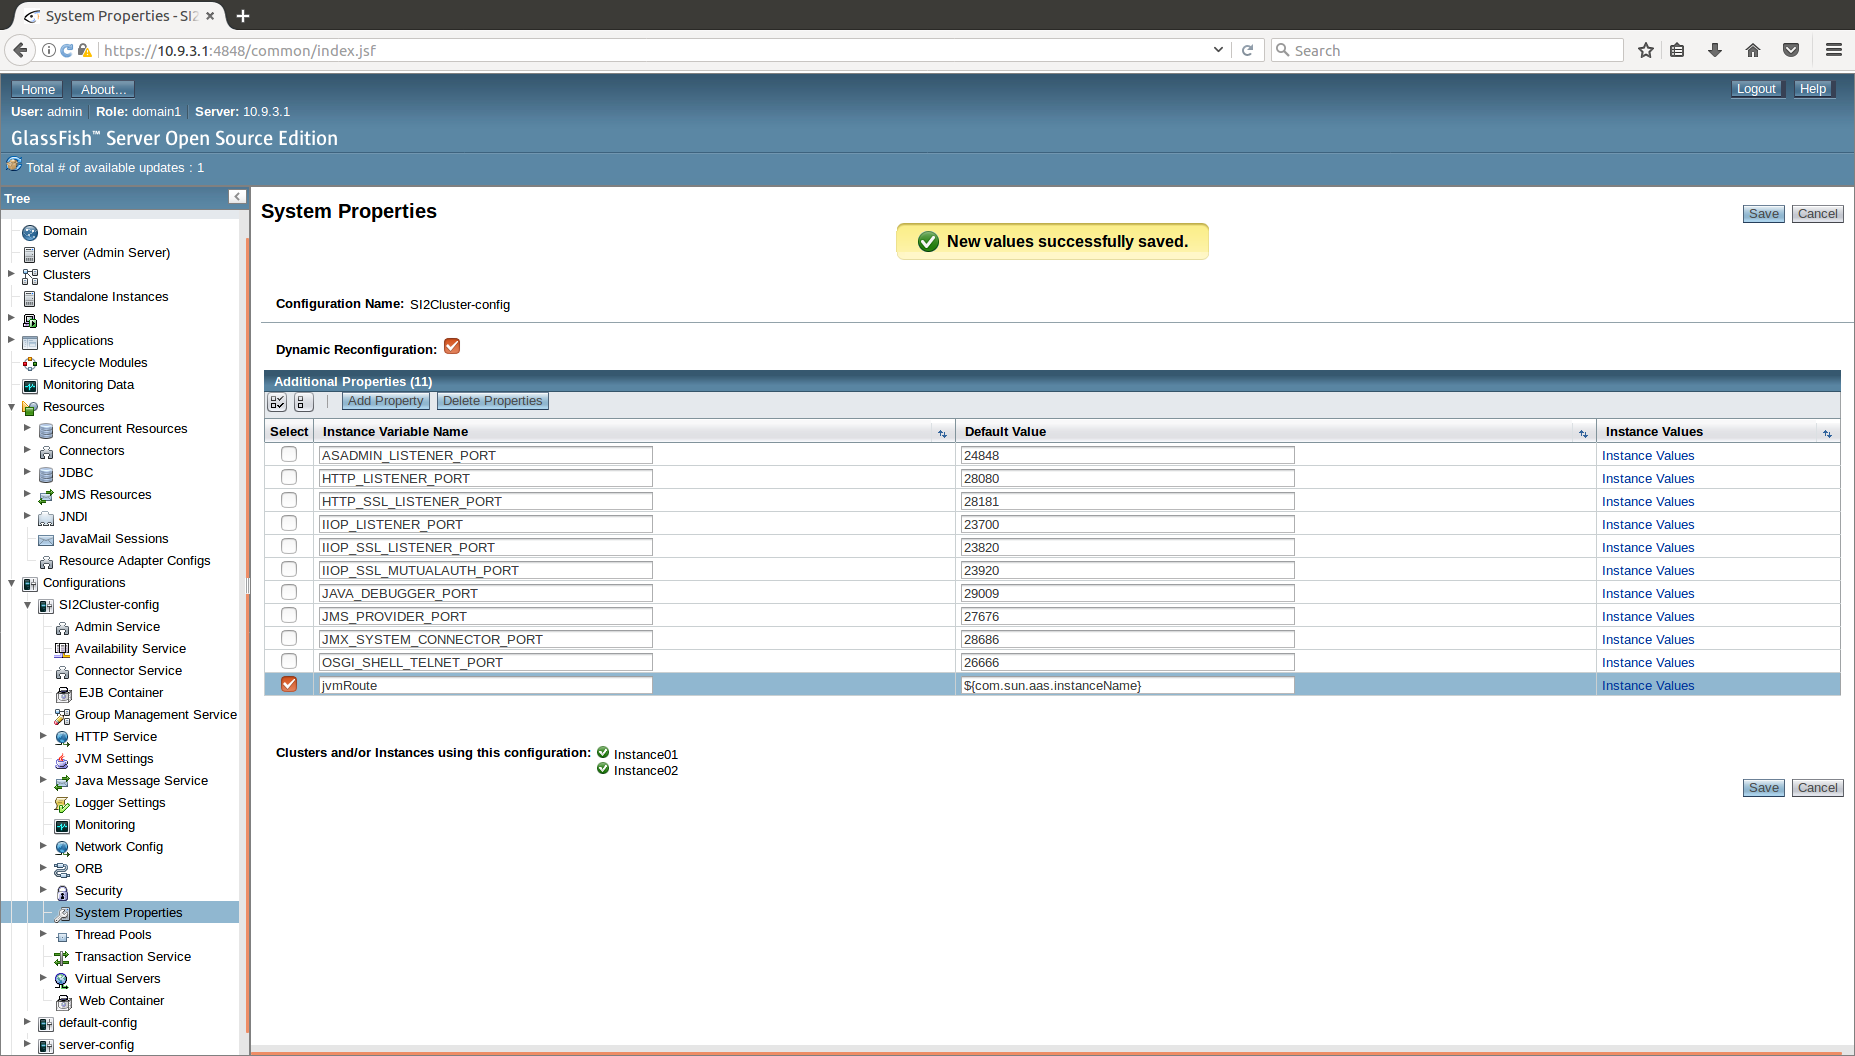 System Properties - SI2
https://10.9.3.1:4848/common/index.jsf
Search
Home About...
Logout Help
User: admin Role: domain1 Server: 10.9.3.1
GlassFish™ Server Open Source Edition
Total # of available updates : 1
Tree
Domain
server (Admin Server)
Clusters
Standalone Instances
Nodes
Applications
Lifecycle Modules
Monitoring Data
Resources
Concurrent Resources
Connectors
JDBC
JMS Resources
JNDI
JavaMail Sessions
Resource Adapter Configs
Configurations
SI2Cluster-config
Admin Service
Availability Service
Connector Service
EJB Container
Group Management Service
HTTP Service
JVM Settings
Java Message Service
Logger Settings
Monitoring
Network Config
ORB
Security
System Properties
Thread Pools
Transaction Service
Virtual Servers
Web Container
default-config
server-config
System Properties
Save Cancel
New values successfully saved.
Configuration Name: SI2Cluster-config
Dynamic Reconfiguration:
Additional Properties (11)
Add Property Delete Properties
Select Instance Variable Name Default Value Instance Values
ASADMIN_LISTENER_PORT 24848 Instance Values
HTTP_LISTENER_PORT 28080 Instance Values
HTTP_SSL_LISTENER_PORT 28181 Instance Values
IIOP_LISTENER_PORT 23700 Instance Values
IIOP_SSL_LISTENER_PORT 23820 Instance Values
IIOP_SSL_MUTUALAUTH_PORT 23920 Instance Values
JAVA_DEBUGGER_PORT 29009 Instance Values
JMS_PROVIDER_PORT 27676 Instance Values
JMX_SYSTEM_CONNECTOR_PORT 28686 Instance Values
OSGI_SHELL_TELNET_PORT 26666 Instance Values
jvmRoute ${com.sun.aas.instanceName} Instance Values
Clusters and/or Instances using this configuration: Instance01
Instance02
Save Cancel